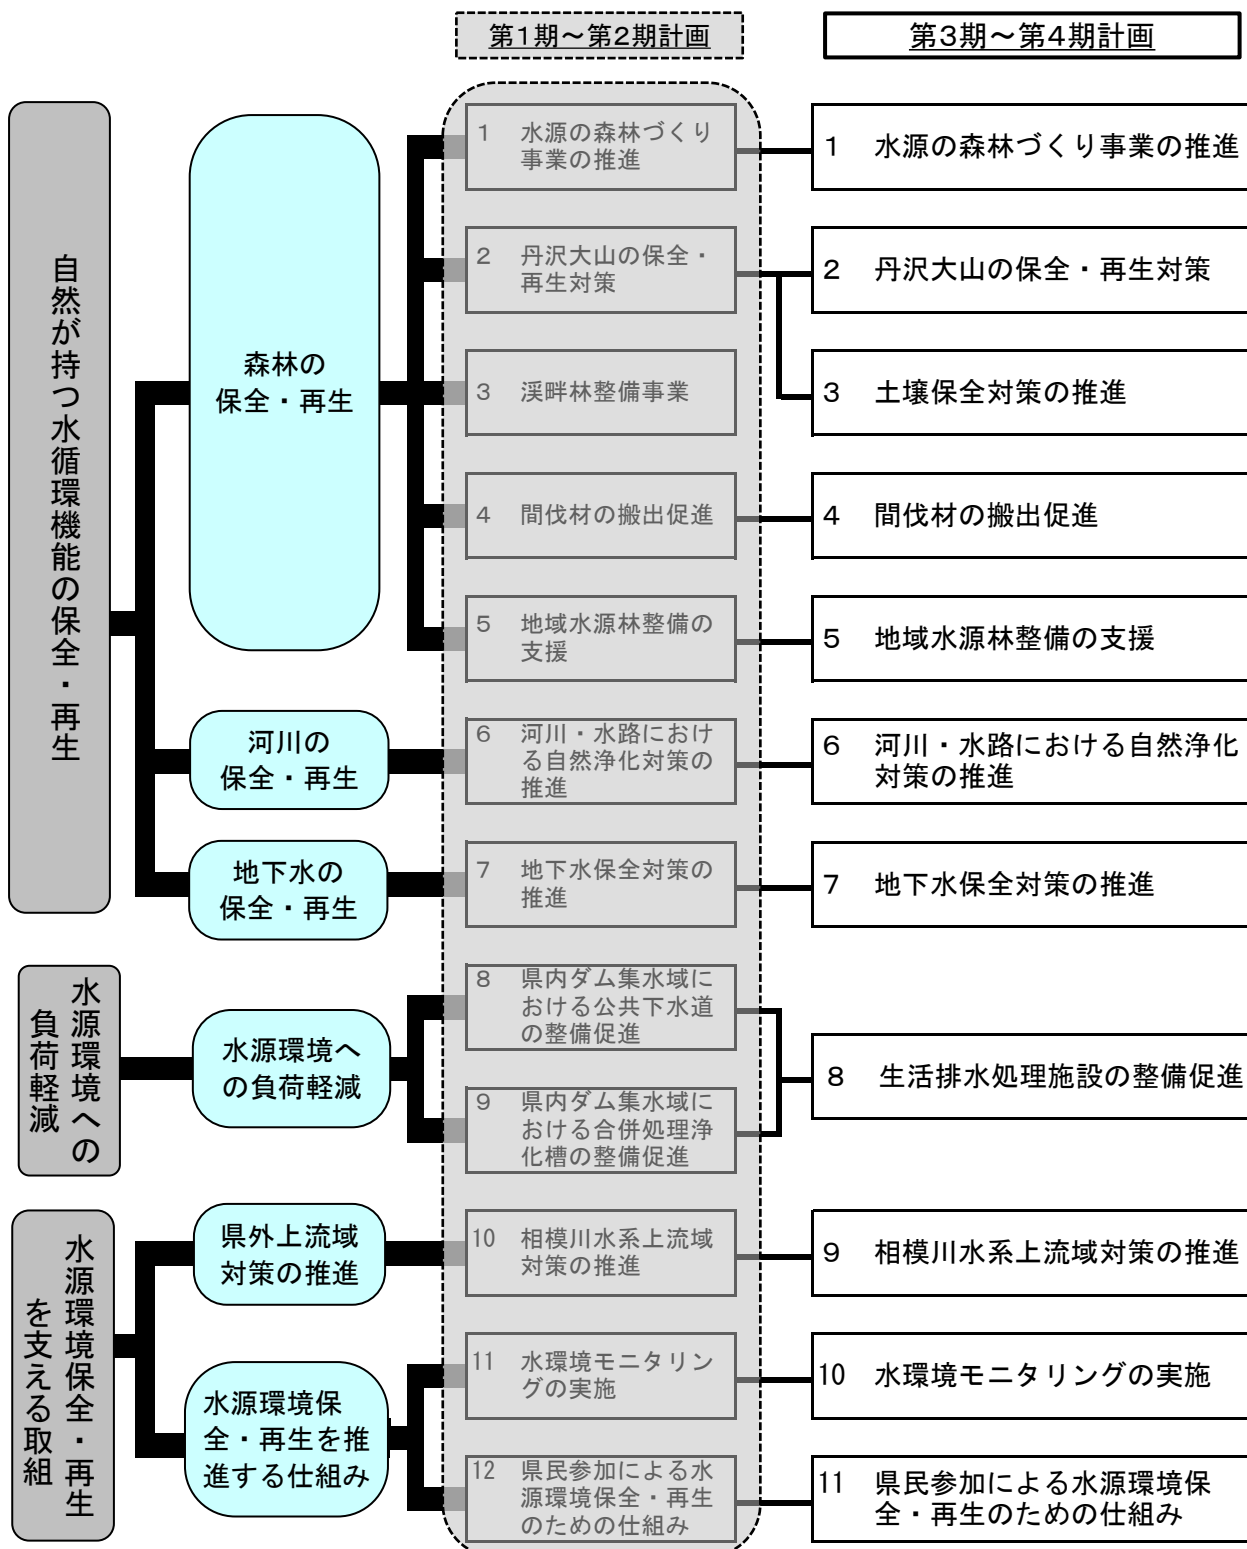 第1期～第2期計画
第3期～第4期計画
自然が持つ水循環機能の保全・再生
森林の
保全・再生
1 水源の森林づくり
事業の推進
1 水源の森林づくり事業の推進
2 丹沢大山の保全・
再生対策
2 丹沢大山の保全・再生対策
3 渓畔林整備事業
3 土壌保全対策の推進
4 間伐材の搬出促進
4 間伐材の搬出促進
5 地域水源林整備の
支援
5 地域水源林整備の支援
河川の
保全・再生
6 河川・水路におけ
る自然浄化対策の
推進
6 河川・水路における自然浄化
対策の推進
地下水の
保全・再生
7 地下水保全対策の
推進
7 地下水保全対策の推進
水源環境への
負荷軽減
水源環境へ
の負荷軽減
8 県内ダム集水域に
おける公共下水道
の整備促進
9 県内ダム集水域に
おける合併処理浄
化槽の整備促進
8 生活排水処理施設の整備促進
水源環境保全・再生
を支える取組
県外上流域
対策の推進
10 相模川水系上流域
対策の推進
9 相模川水系上流域対策の推進
水源環境保
全・再生を推
進する仕組み
11 水環境モニタリン
グの実施
10 水環境モニタリングの実施
12 県民参加による水
源環境保全・再生
のための仕組み
11 県民参加による水源環境保
全・再生のための仕組み